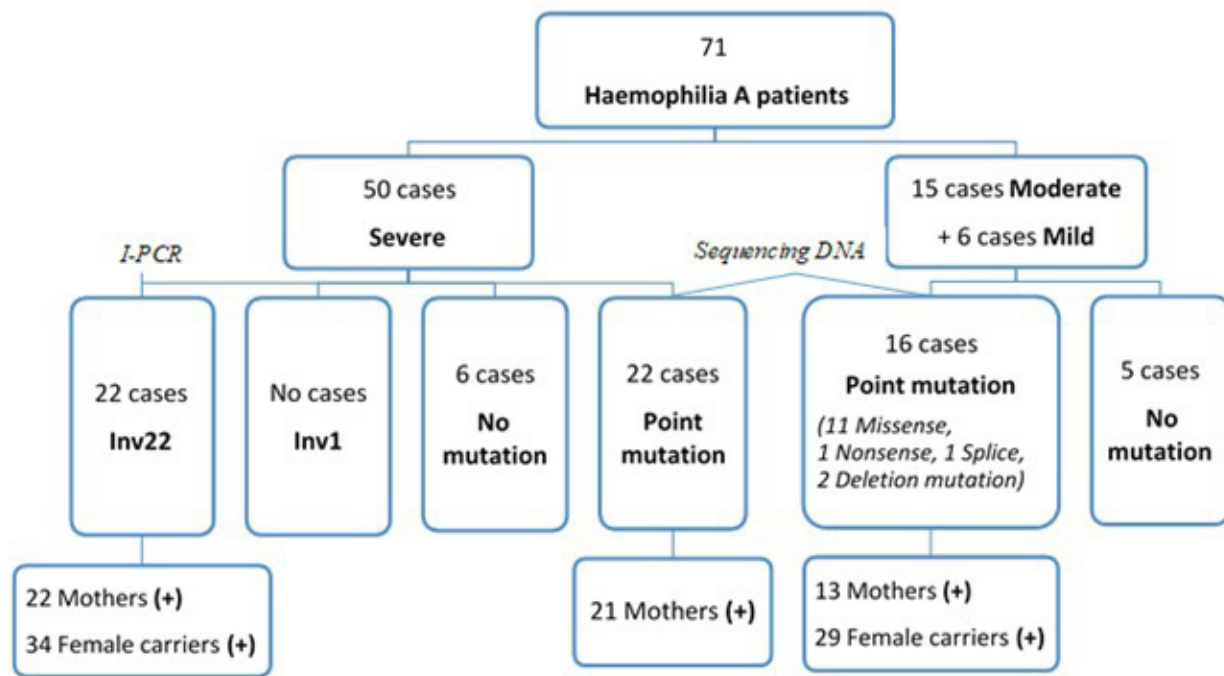 71
Haemophilia A patients
50 cases
Severe
15 cases Moderate
+ 6 cases Mild
I-PCR
Sequencing DNA
22 cases
Inv22
No cases
Inv1
6 cases
No
mutation
22 cases
Point
mutation
16 cases
Point mutation
(11 Missense,
1 Nonsense, 1 Splice,
2 Deletion mutation)
5 cases
No
mutation
22 Mothers (+)
34 Female carriers (+)
21 Mothers (+)
13 Mothers (+)
29 Female carriers (+)